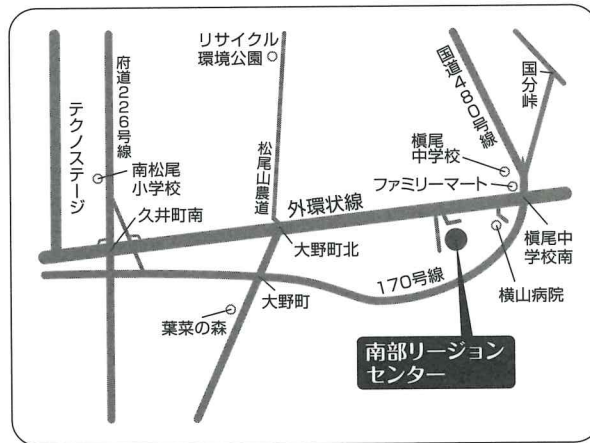 リサイクル
環境公園
府道226号線
テクノステージ
南松尾
小学校
久井町南
松尾山農道
外環状線
大野町北
大野町
葉菜の森
170号線
国道480号線
国分峠
槇尾
中学校
ファミリーマート
槇尾中
学校南
横山病院
南部リージョン
センター